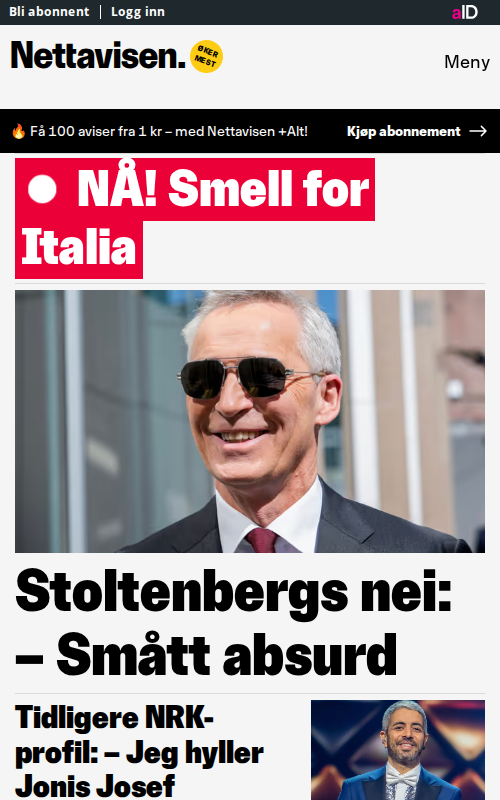 Bli abonnent
Logg inn
aID
Nettavisen.
ØKER
MEST
Meny
🔥 Få 100 aviser fra 1 kr – med Nettavisen +Alt!
Kjøp abonnement →
NÅ! Smell for
Italia
Stoltenbergs nei:
– Smått absurd
Tidligere NRK-
profil: – Jeg hyller
Jonis Josef